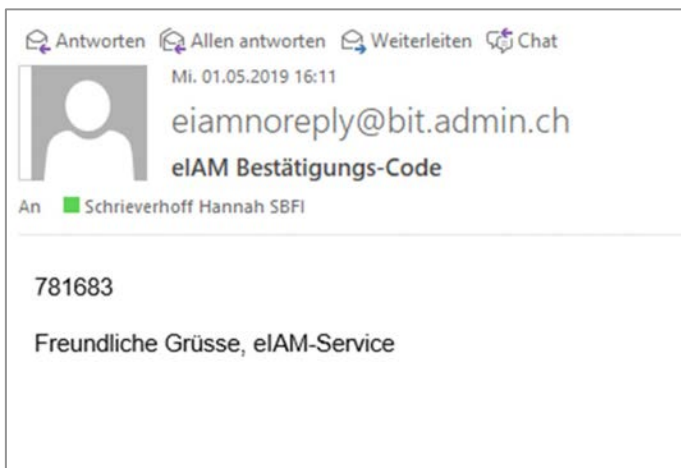 Antworten Allen antworten Weiterleiten Chat
Mi. 01.05.2019 16:11
eiamnoreply@bit.admin.ch
eIAM Bestätigungs-Code
An Schrieverhoff Hannah SBFI
781683
Freundliche Grüsse, eIAM-Service